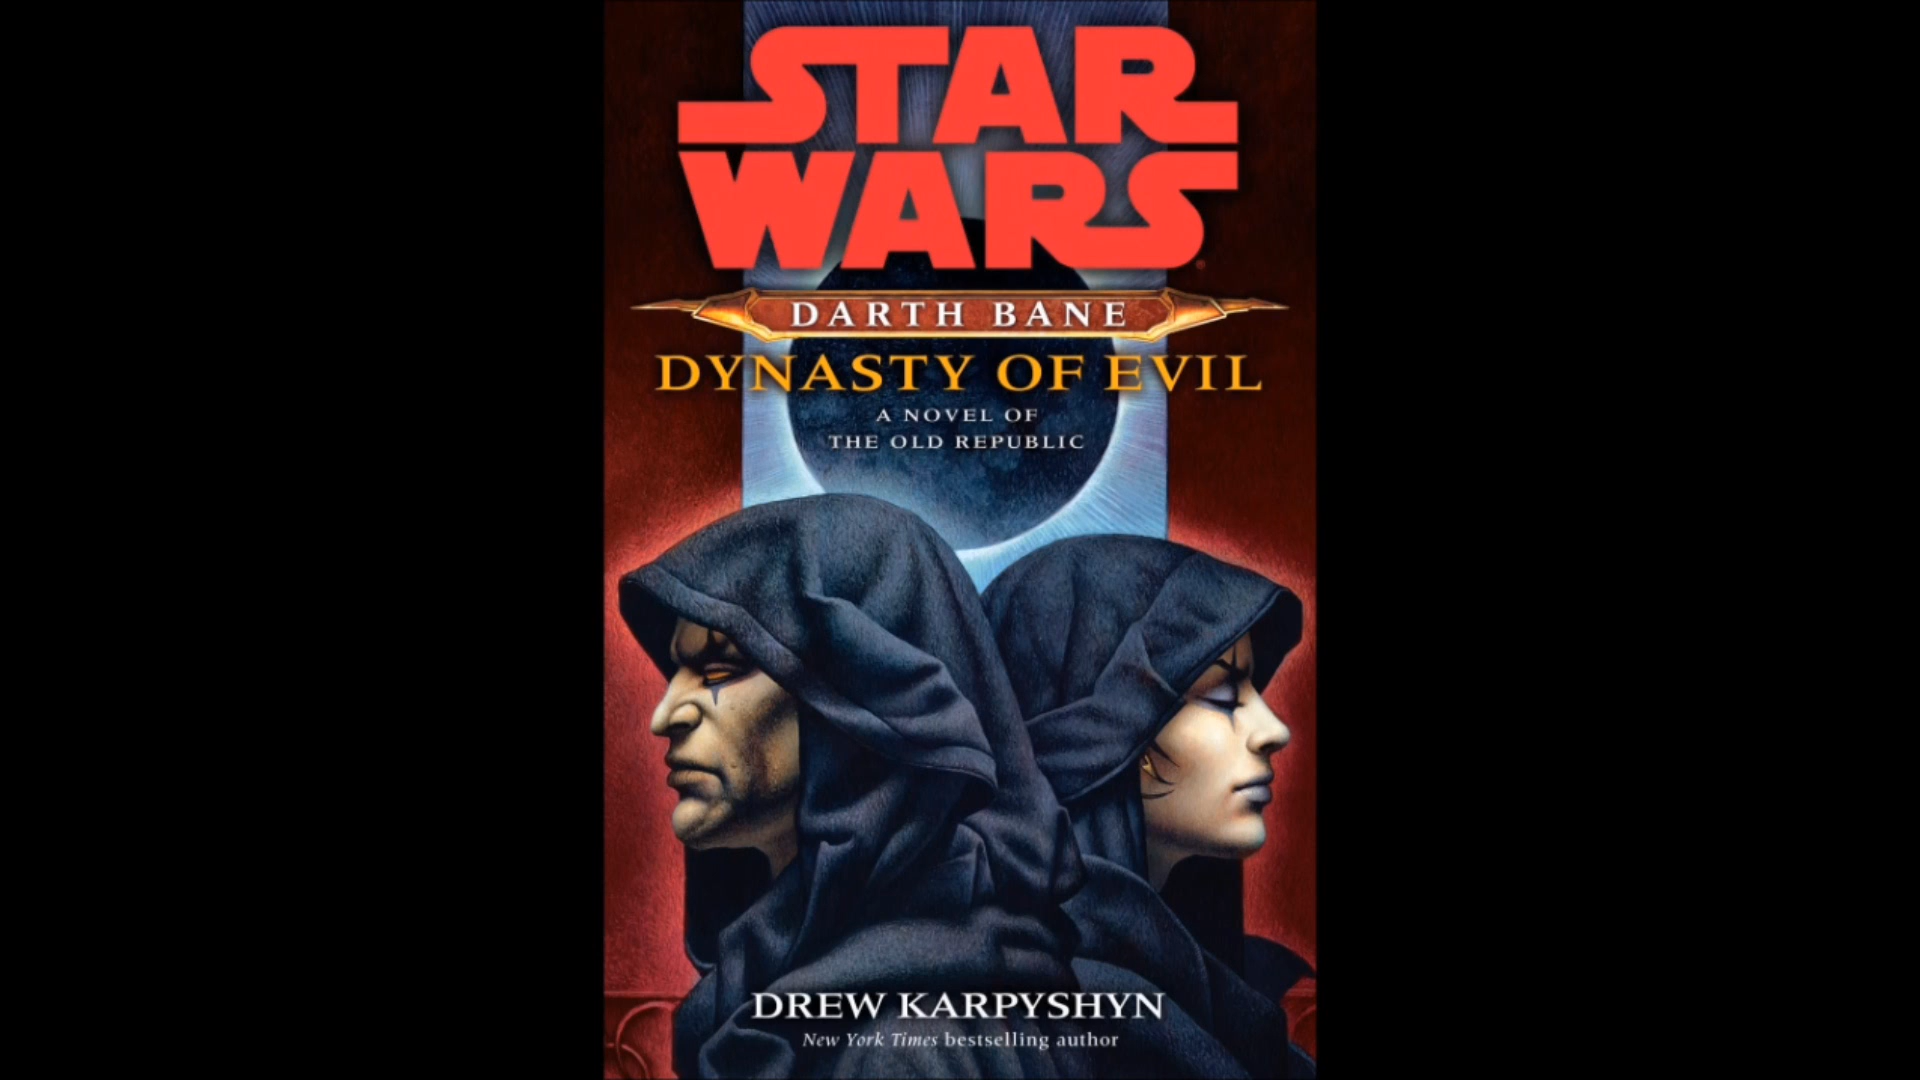 STAR
WARS
DARTH BANE
DYNASTY OF EVIL
A NOVEL OF
THE OLD REPUBLIC
DREW KARPYSHYN
New York Times bestselling author